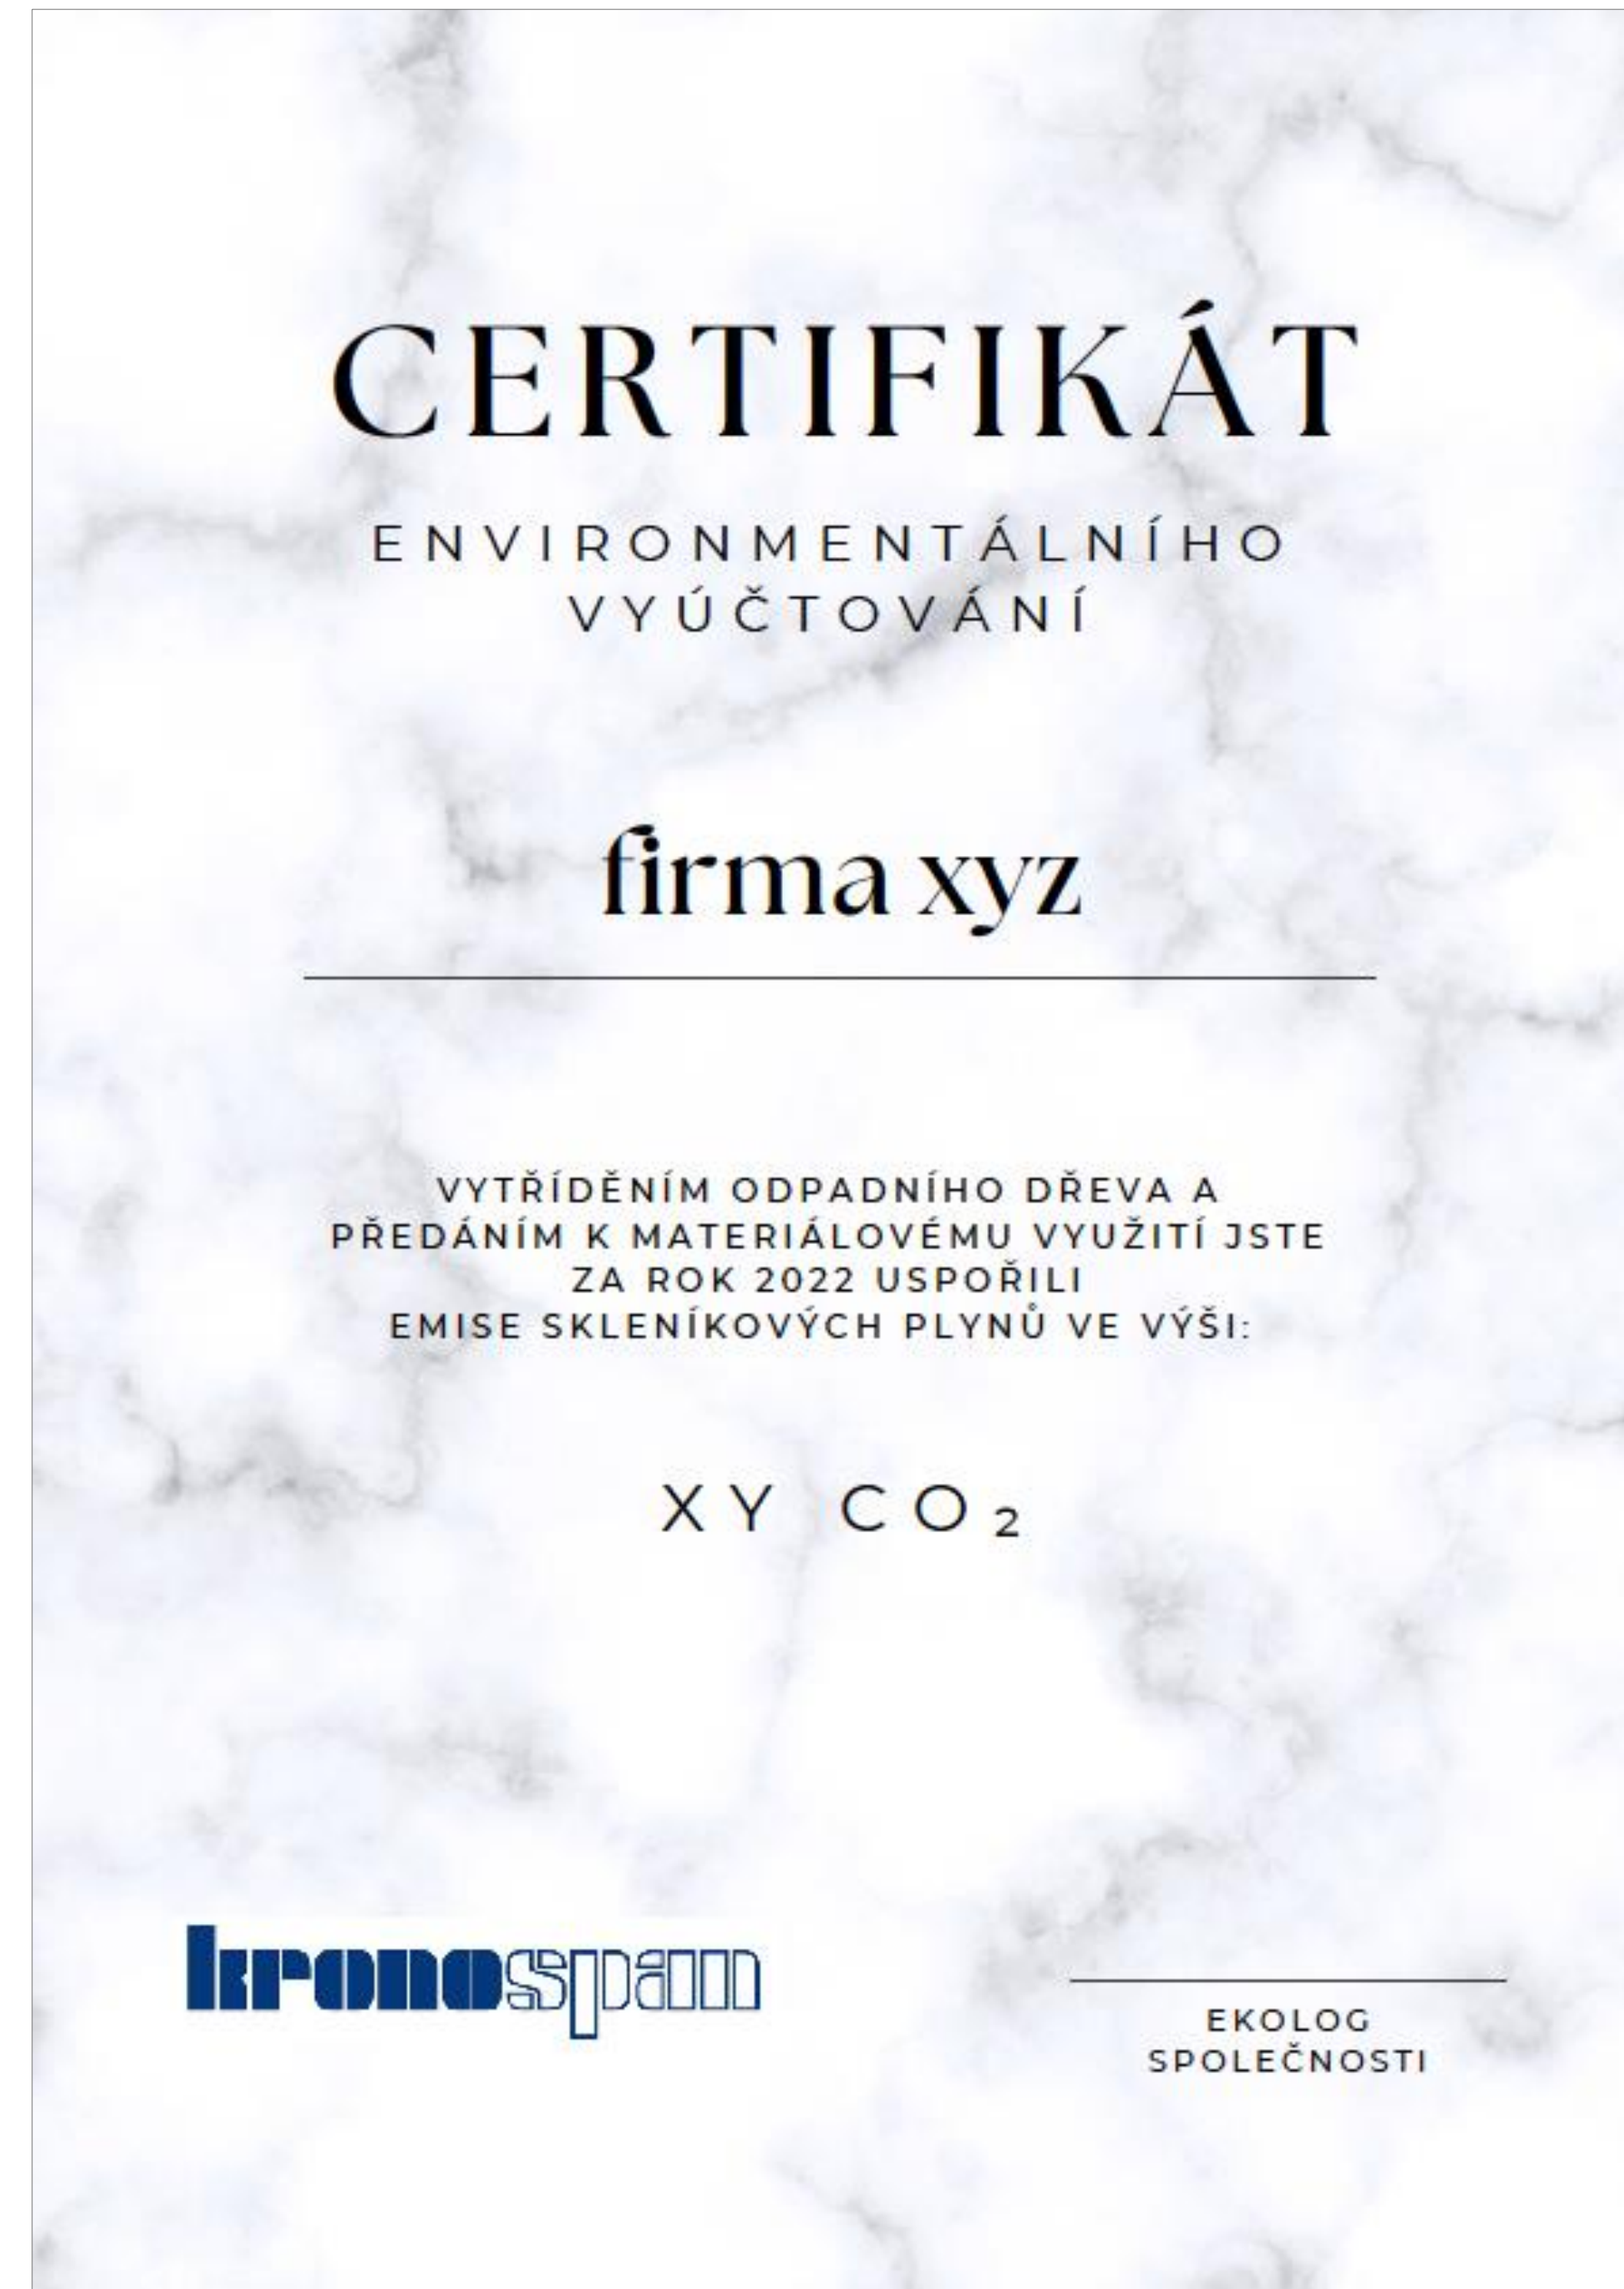 CERTIFIKÁT
ENVIRONMENTÁLNÍHO
VYÚČTOVÁNÍ
firma xyz
VYTŘÍDĚNÍM ODPADNÍHO DŘEVA A
PŘEDÁNÍM K MATERIÁLOVÉMU VYUŽITÍ JSTE
ZA ROK 2022 USPOŘILI
EMISE SKLENÍKOVÝCH PLYNŮ VE VÝŠI:
XY CO₂
kronospan
EKOLOG
SPOLEČNOSTI